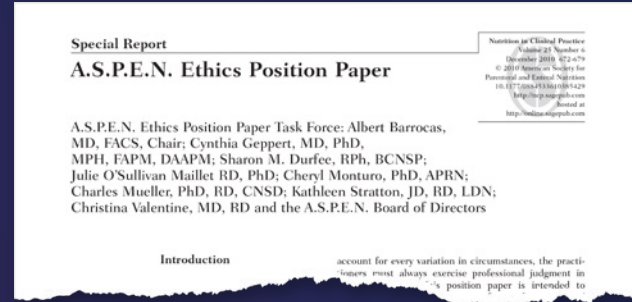 Special Report
A.S.P.E.N. Ethics Position Paper
Nutrition in Clinical Practice
Volume 25 Number 6
December 2010 672-679
© 2010 American Society for
Parenteral and Enteral Nutrition
10.1177/0884533610385429
http://ncp.sagepub.com
hosted at
http://online.sagepub.com
A.S.P.E.N. Ethics Position Paper Task Force: Albert Barrocas,
MD, FACS, Chair; Cynthia Geppert, MD, PhD,
MPH, FAPM, DAAPM; Sharon M. Durfee, RPh, BCNSP;
Julie O'Sullivan Maillet RD, PhD; Cheryl Monturo, PhD, APRN;
Charles Mueller, PhD, RD, CNSD; Kathleen Stratton, JD, RD, LDN;
Christina Valentine, MD, RD and the A.S.P.E.N. Board of Directors
Introduction
account for every variation in circumstances, the practi-
tioners must always exercise professional judgment in
position paper is intended to